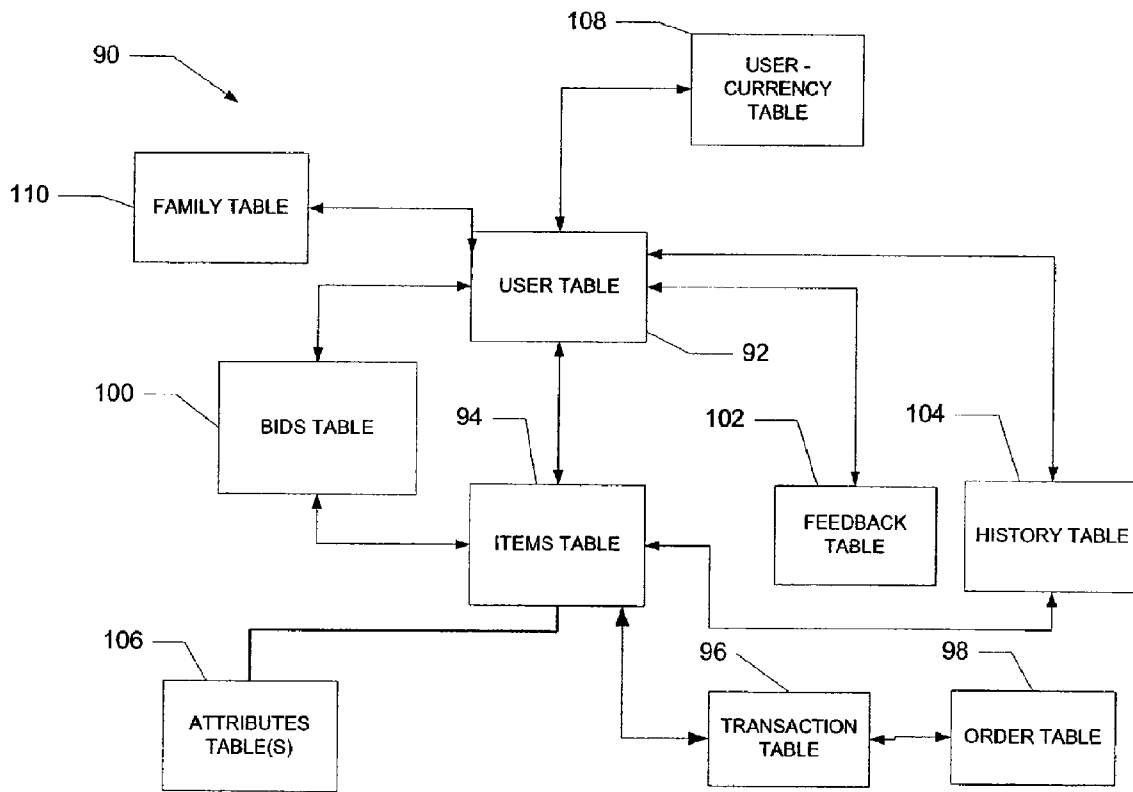 108
90
USER -
CURRENCY
TABLE
110
FAMILY TABLE
USER TABLE
92
100
BIDS TABLE
94
102
104
ITEMS TABLE
FEEDBACK
TABLE
HISTORY TABLE
106
96
98
ATTRIBUTES
TABLE(S)
TRANSACTION
TABLE
ORDER TABLE